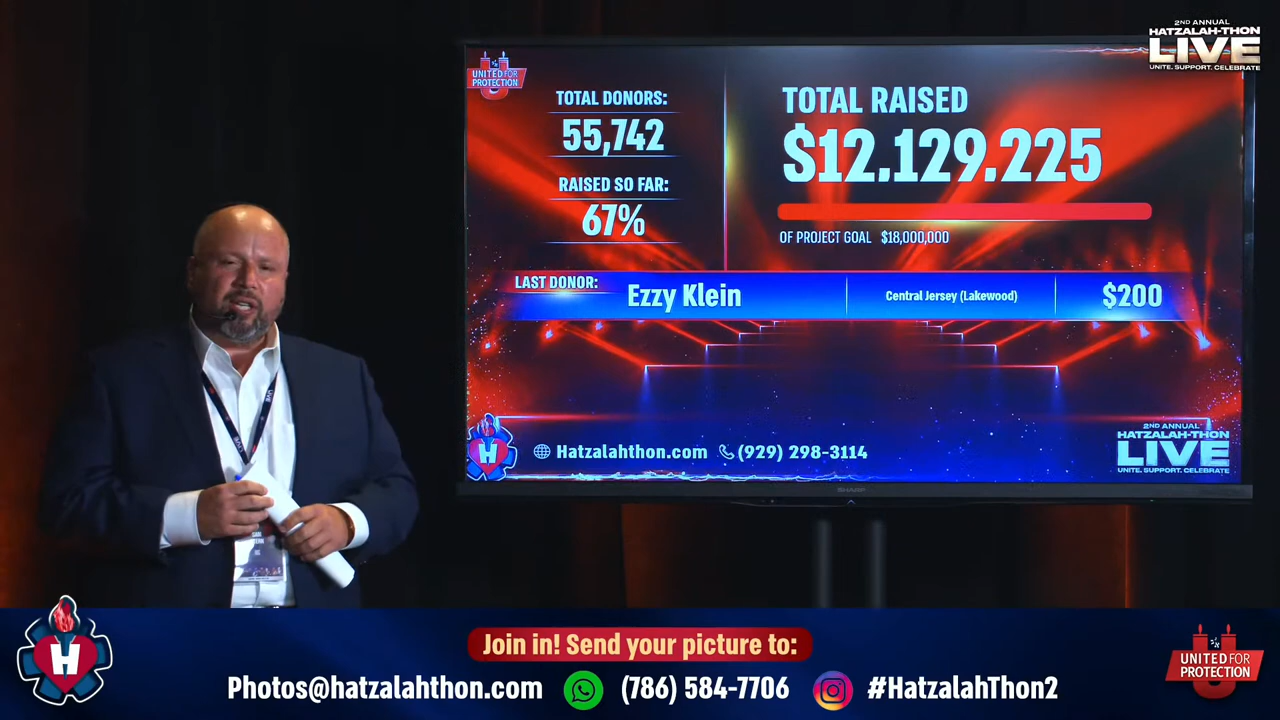 2ND ANNUAL
HATZALAH-THON
LIVE
UNITE. SUPPORT. CELEBRATE
UNITED FOR
PROTECTION
TOTAL DONORS:
55,742
RAISED SO FAR:
67%
TOTAL RAISED
$12.129.225
OF PROJECT GOAL $18,000,000
LAST DONOR:
Ezzy Klein
Central Jersey (Lakewood)
$200
H
Hatzalahthon.com
(929) 298-3114
2ND ANNUAL
HATZALAH-THON
LIVE
UNITE. SUPPORT. CELEBRATE
SHARP
LIVE
LIVE
H
Join in! Send your picture to:
Photos@hatzalahthon.com
(786) 584-7706
#HatzalahThon2
UNITED FOR
PROTECTION